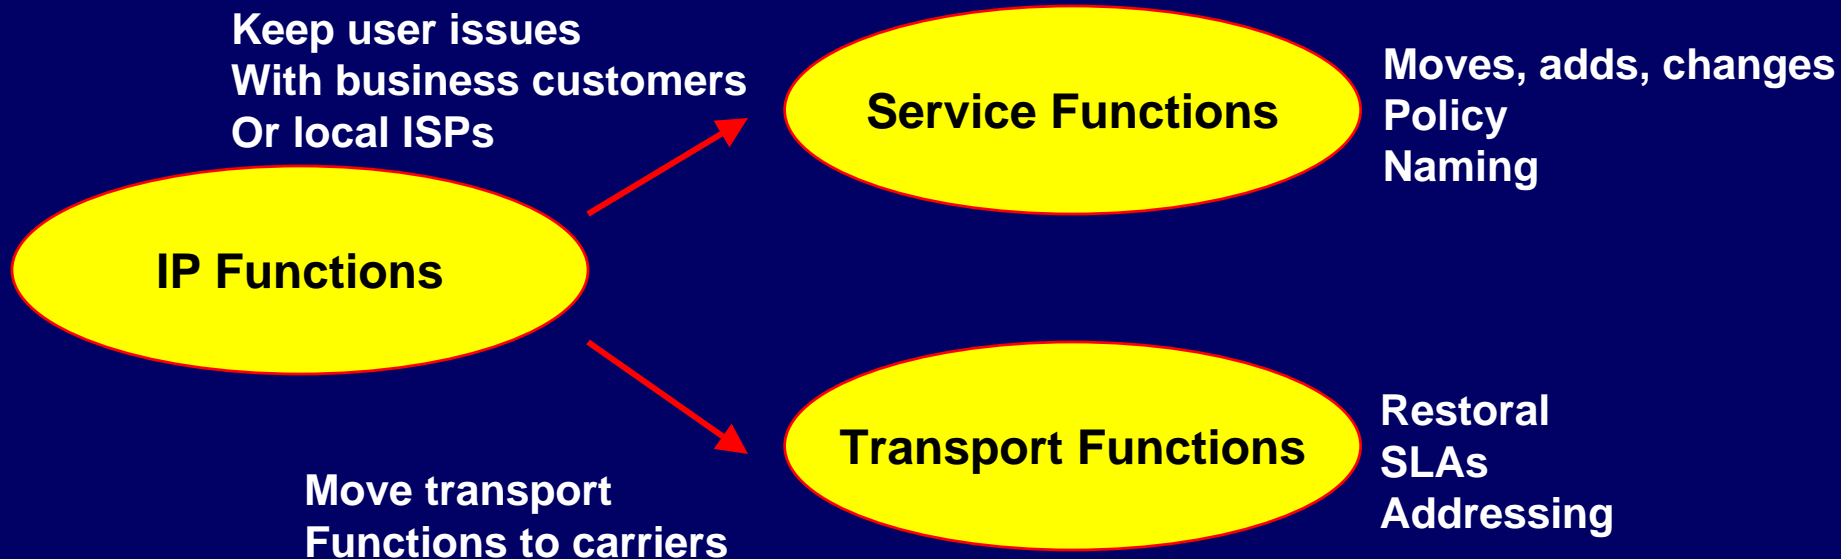 Keep user issues
With business customers
Or local ISPs
Service Functions
Moves, adds, changes
Policy
Naming
IP Functions
Transport Functions
Restoral
SLAs
Addressing
Move transport
Functions to carriers